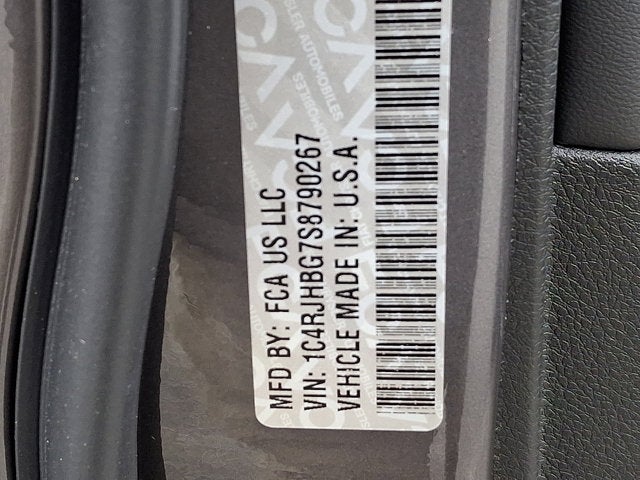 MFD BY: FCA US LLC
VIN: 1C4RJHBG7S8790267
VEHICLE MADE IN: U.S.A.